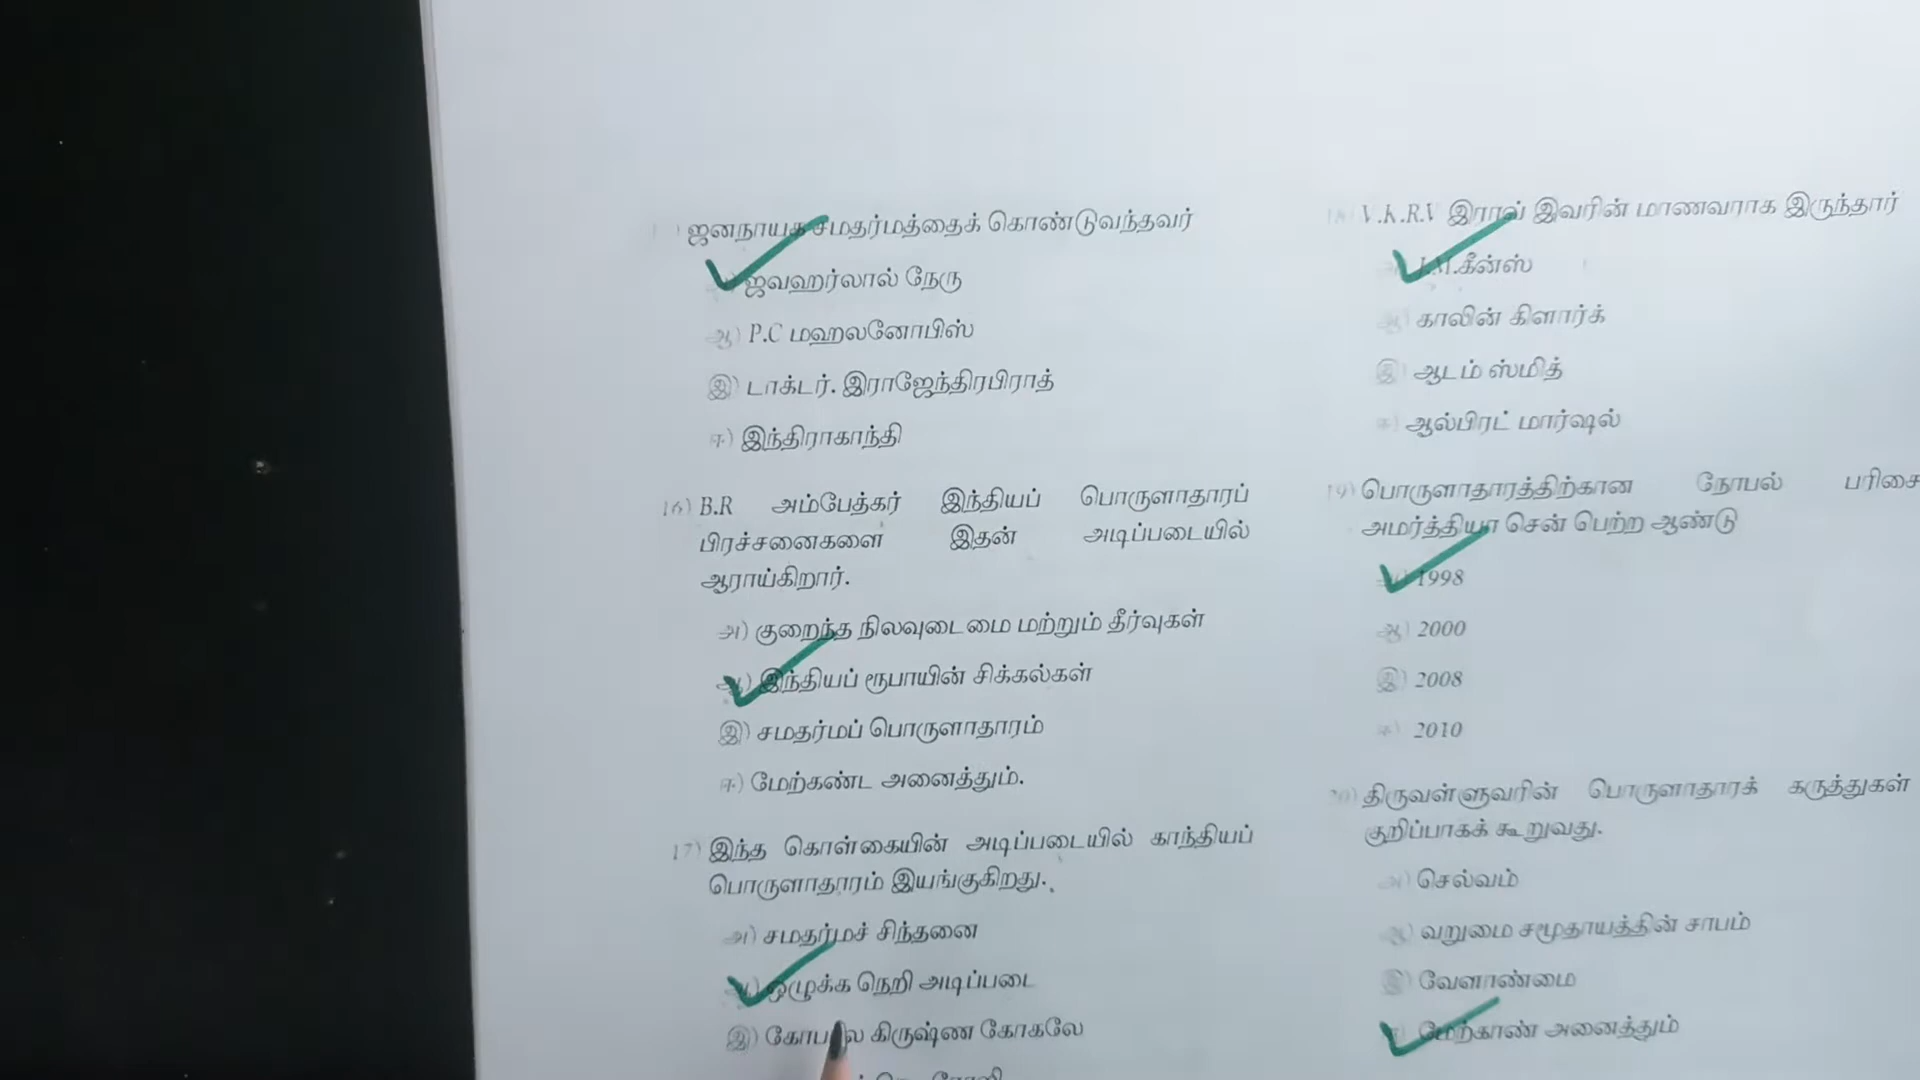 ஜனநாயக சமதர்மத்தைக் கொண்டுவந்தவர்
ஜவஹர்லால் நேரு
ஆ) P.C மஹலனோபிஸ்
இ) டாக்டர். இராஜேந்திரபிராத்
ஈ) இந்திராகாந்தி
16) B.R அம்பேத்கர் இந்தியப் பொருளாதாரப்
பிரச்சனைகளை இதன் அடிப்படையில்
ஆராய்கிறார்.
அ) குறைந்த நிலவுடைமை மற்றும் தீர்வுகள்
ஆ) இந்தியப் ரூபாயின் சிக்கல்கள்
இ) சமதர்மப் பொருளாதாரம்
ஈ) மேற்கண்ட அனைத்தும்.
17) இந்த கொள்கையின் அடிப்படையில் காந்தியப்
பொருளாதாரம் இயங்குகிறது.
அ) சமதர்மச் சிந்தனை
ஆ) ஒழுக்க நெறி அடிப்படை
இ) கோபால கிருஷ்ண கோகலே
18) V.K.R.V இராவ் இவரின் மாணவராக இருந்தார்
J.M.கீன்ஸ்
ஆ) காலின் கிளார்க்
இ) ஆடம் ஸ்மித்
ஈ) ஆல்பிரட் மார்ஷல்
19) பொருளாதாரத்திற்கான நோபல் பரிசை
அமர்த்தியா சென் பெற்ற ஆண்டு
அ) 1998
ஆ) 2000
இ) 2008
ஈ) 2010
20) திருவள்ளுவரின் பொருளாதாரக் கருத்துகள்
குறிப்பாகக் கூறுவது.
அ) செல்வம்
ஆ) வறுமை சமூதாயத்தின் சாபம்
இ) வேளாண்மை
மேற்காண் அனைத்தும்